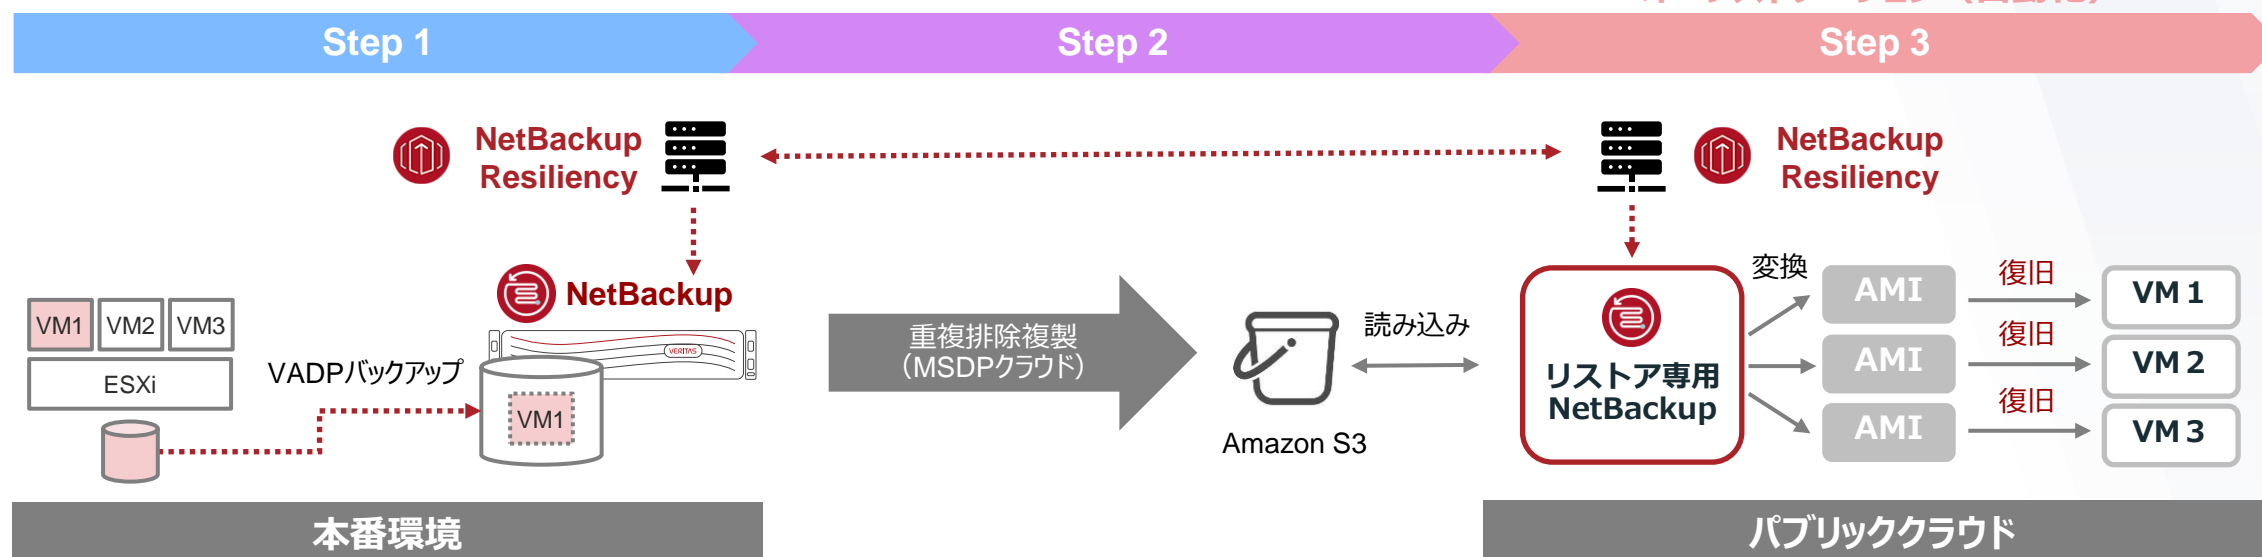 Step 1
Step 2
Step 3
NetBackup
Resiliency
NetBackup
Resiliency
VM1
VM2
VM3
ESXi
VADPバックアップ
NetBackup
VERITAS
VM1
重複排除複製
(MSDPクラウド)
Amazon S3
読み込み
リストア専用
NetBackup
変換
AMI
復旧
VM 1
AMI
復旧
VM 2
AMI
復旧
VM 3
本番環境
パブリッククラウド